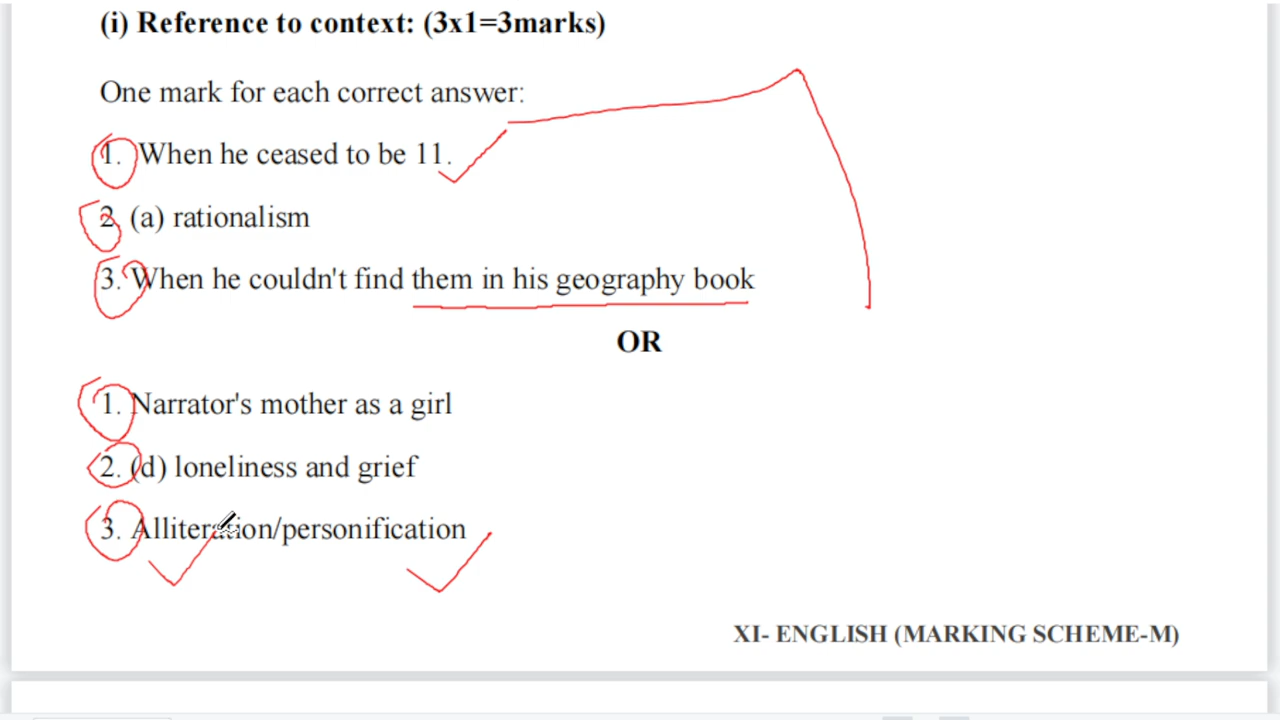 (i) Reference to context: (3x1=3marks)
One mark for each correct answer:
1. When he ceased to be 11.
2. (a) rationalism
3. When he couldn't find them in his geography book
OR
1. Narrator's mother as a girl
2. (d) loneliness and grief
3. Alliteration/personification
XI- ENGLISH (MARKING SCHEME-M)